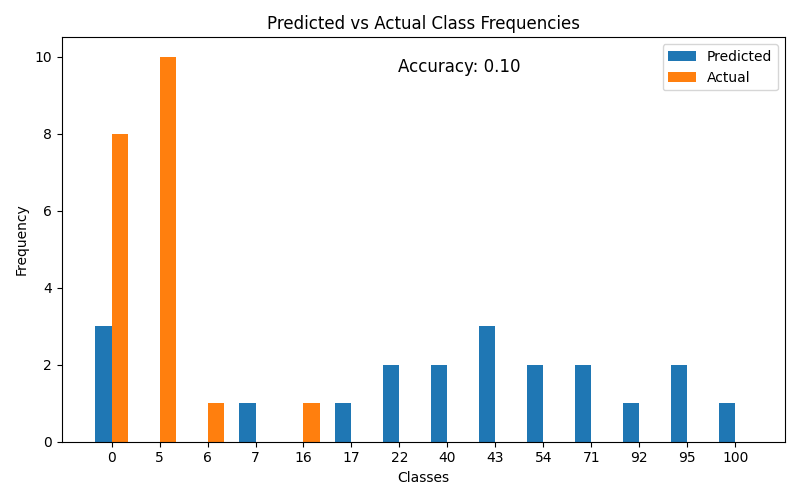 Predicted vs Actual Class Frequencies
Accuracy: 0.10
Predicted
Actual
Frequency
10
8
6
4
2
0
0 5 6 7 16 17 22 40 43 54 71 92 95 100
Classes